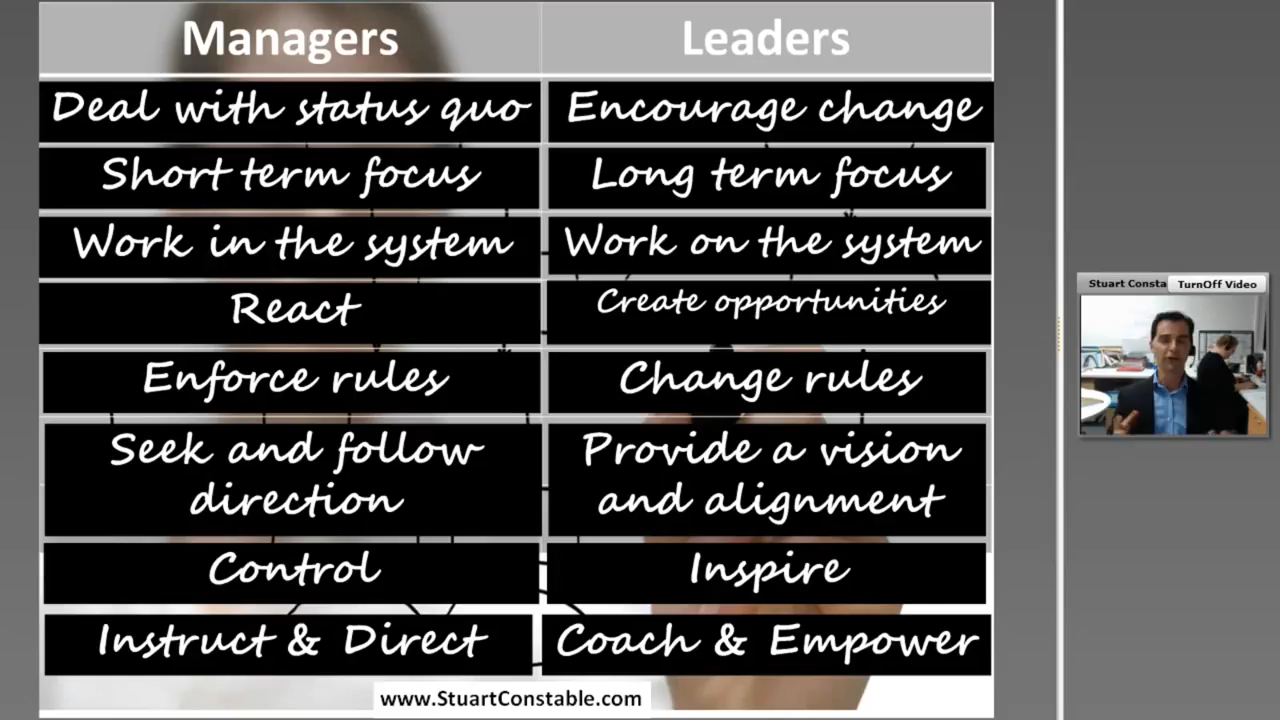 Managers
Leaders
Deal with status quo
Encourage change
Short term focus
Long term focus
Work in the system
Work on the system
React
Create opportunities
Enforce rules
Change rules
Seek and follow
direction
Provide a vision
and alignment
Control
Inspire
Instruct & Direct
Coach & Empower
www.StuartConstable.com
Stuart Consta
TurnOff Video